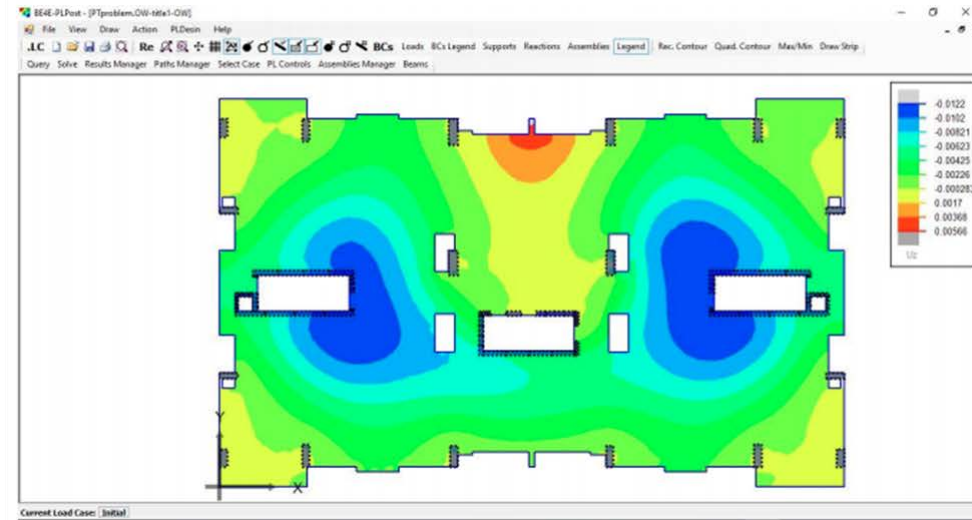 BE4E-PLPost - [PTproblem.OW-title1-OW]
File View Draw Action PLDesin Help
.LC Re BCs Loads BCs Legend Supports Reactions Assemblies Legend Rec. Contour Quad. Contour Max/Min Draw Strip
Query Solve Results Manager Paths Manager Select Case PL Controls Assemblies Manager Beams
-0.0122
-0.0102
-0.00821
-0.00623
-0.00425
-0.00226
-0.000283
0.0017
0.00368
0.00566
Uz
Y
X
Current Load Case: Initial